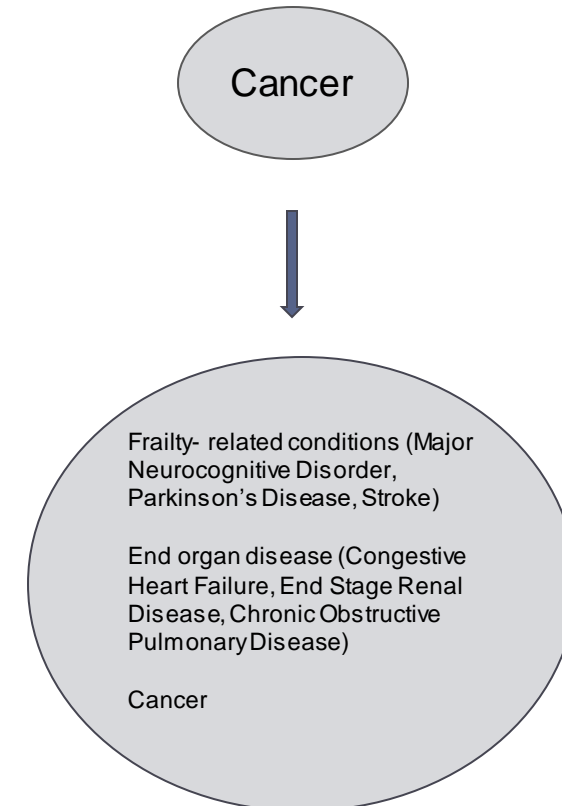 Cancer
Frailty- related conditions (Major
Neurocognitive Disorder,
Parkinson's Disease, Stroke)
End organ disease (Congestive
Heart Failure, End Stage Renal
Disease, Chronic Obstructive
Pulmonary Disease)
Cancer